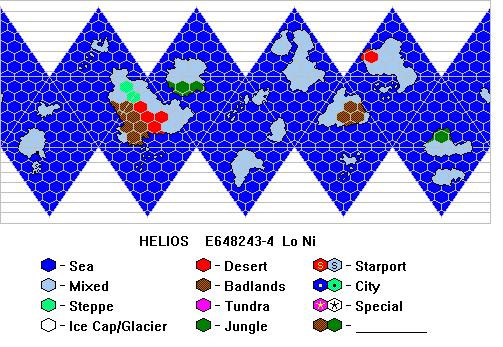 HELIOS E648243-4 Lo Ni
- Sea - Desert S S - Starport
- Mixed - Badlands - City
- Steppe - Tundra - Special
- Ice Cap/Glacier - Jungle - __________